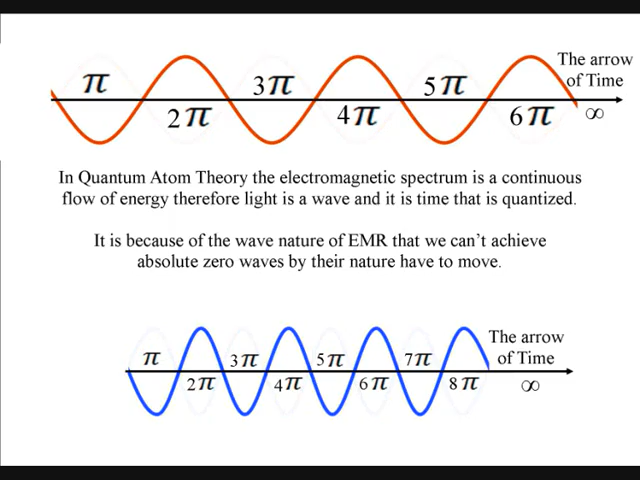 The arrow
of Time
π
3π
5π
2π
4π
6π
∞
In Quantum Atom Theory the electromagnetic spectrum is a continuous
flow of energy therefore light is a wave and it is time that is quantized.
It is because of the wave nature of EMR that we can't achieve
absolute zero waves by their nature have to move.
The arrow
of Time
π
3π
5π
7π
2π
4π
6π
8π
∞